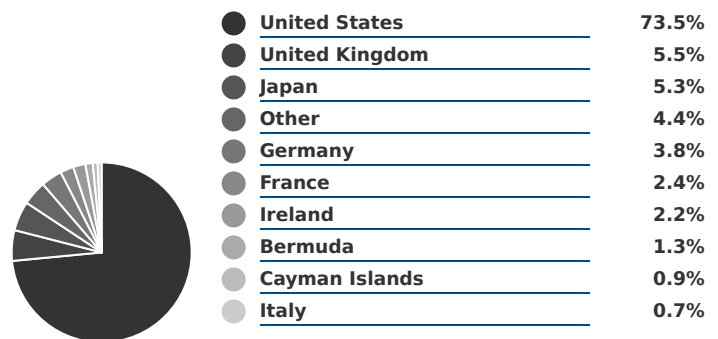 United States 73.5%
United Kingdom 5.5%
Japan 5.3%
Other 4.4%
Germany 3.8%
France 2.4%
Ireland 2.2%
Bermuda 1.3%
Cayman Islands 0.9%
Italy 0.7%